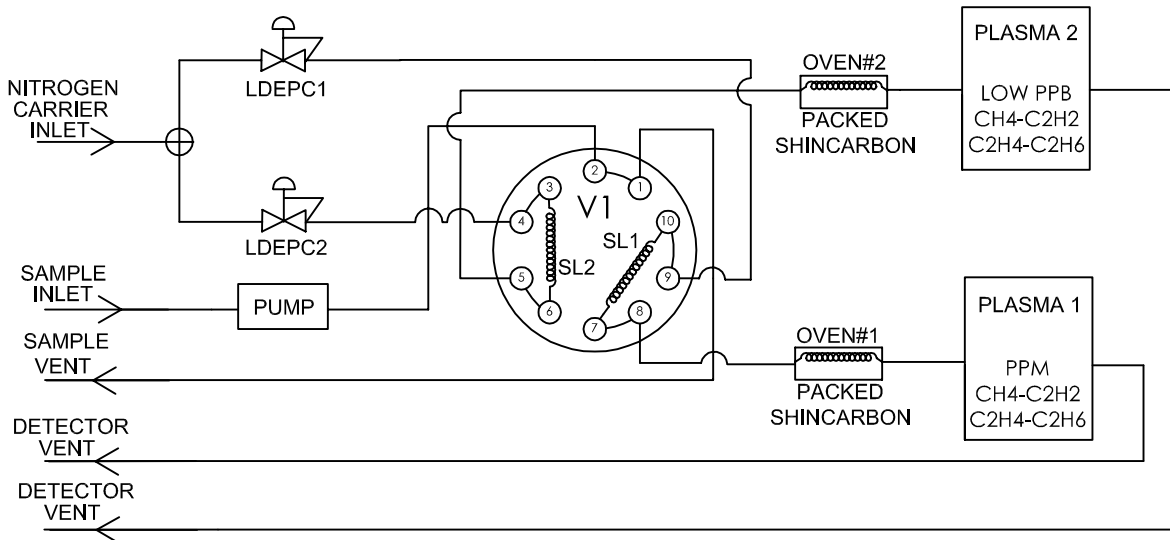 NITROGEN
CARRIER
INLET
LDEPC1
LDEPC2
SAMPLE
INLET
PUMP
SAMPLE
VENT
DETECTOR
VENT
DETECTOR
VENT
V1
2
1
3
10
4
SL1
SL2
5
9
6
7
8
OVEN#2
PACKED
SHINCARBON
PLASMA 2
LOW PPB
CH4-C2H2
C2H4-C2H6
OVEN#1
PACKED
SHINCARBON
PLASMA 1
PPM
CH4-C2H2
C2H4-C2H6